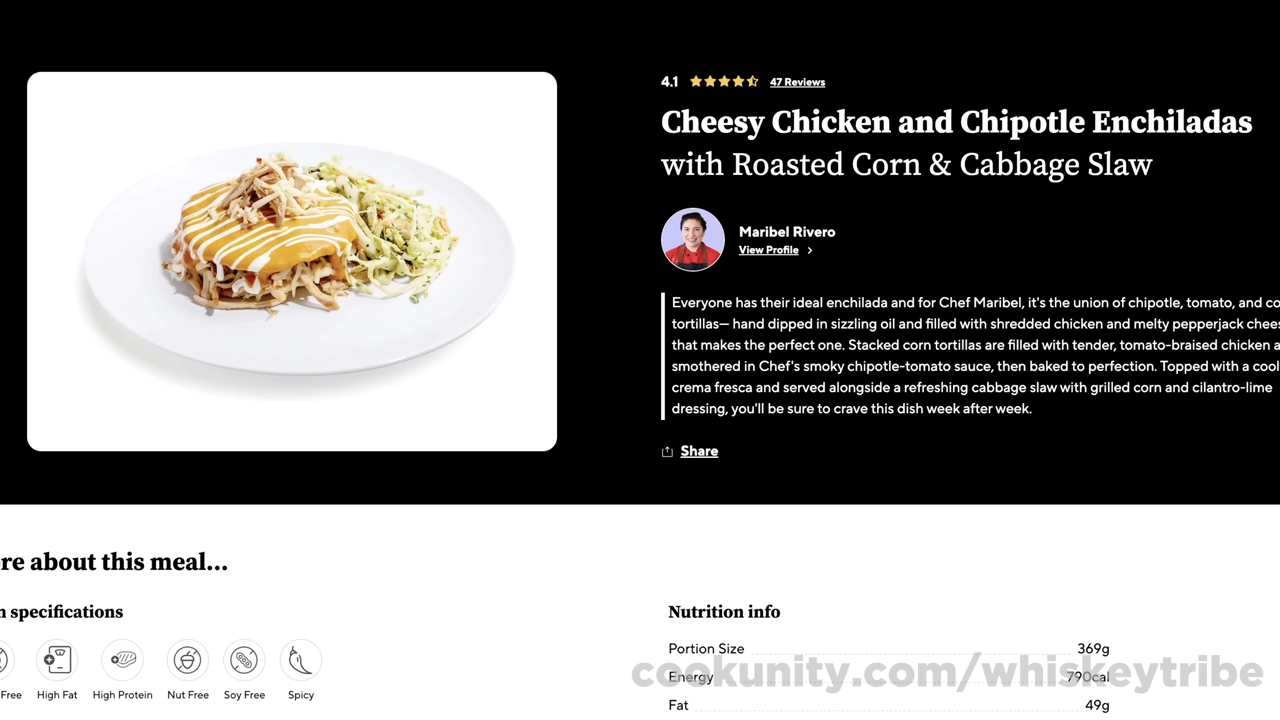 4.1 47 Reviews
Cheesy Chicken and Chipotle Enchiladas
with Roasted Corn & Cabbage Slaw
Maribel Rivero
View Profile
Everyone has their ideal enchilada and for Chef Maribel, it's the union of chipotle, tomato, and co
tortillas— hand dipped in sizzling oil and filled with shredded chicken and melty pepperjack chees
that makes the perfect one. Stacked corn tortillas are filled with tender, tomato-braised chicken a
smothered in Chef's smoky chipotle-tomato sauce, then baked to perfection. Topped with a cool
crema fresca and served alongside a refreshing cabbage slaw with grilled corn and cilantro-lime
dressing, you'll be sure to crave this dish week after week.
Share
re about this meal...
n specifications
Free
High Fat
High Protein
Nut Free
Soy Free
Spicy
Nutrition info
Portion Size 369g
Energy 790cal
Fat 49g
cookunity.com/whiskeytribe